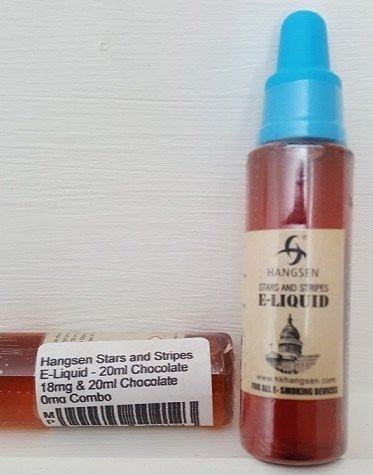 HANGSEN
STARS AND STRIPES
E-LIQUID
www.hkhangsen.com
FOR ALL E- SMOKING DEVICES
Hangsen Stars and Stripes
E-Liquid - 20ml Chocolate
18mg & 20ml Chocolate
0mg Combo
M
P